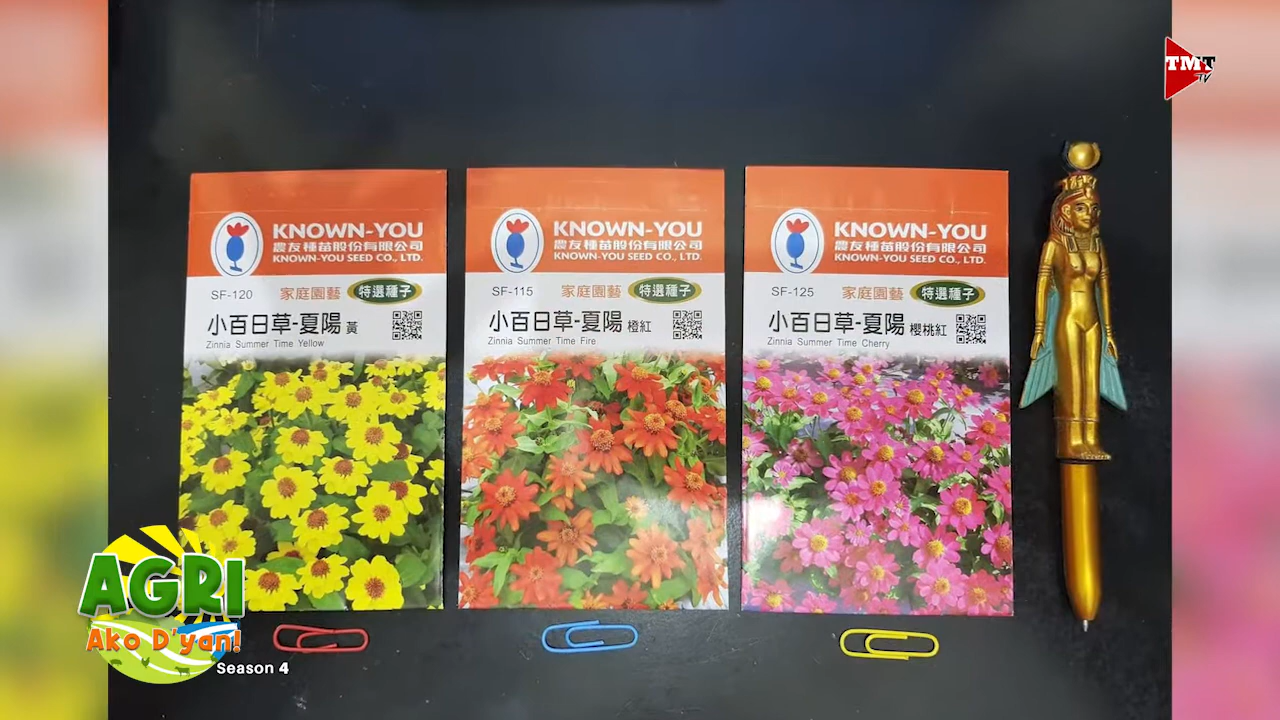 TMT
TV
KNOWN-YOU
農友種苗股份有限公司
KNOWN-YOU SEED CO., LTD.
SF-120 家庭園藝 特選種子
小百日草-夏陽 黃
Zinnia Summer Time Yellow
KNOWN-YOU
農友種苗股份有限公司
KNOWN-YOU SEED CO., LTD.
SF-115 家庭園藝 特選種子
小百日草-夏陽 橙紅
Zinnia Summer Time Fire
KNOWN-YOU
農友種苗股份有限公司
KNOWN-YOU SEED CO., LTD.
SF-125 家庭園藝 特選種子
小百日草-夏陽 櫻桃紅
Zinnia Summer Time Cherry
AGRI
Ako D'yan!
Season 4